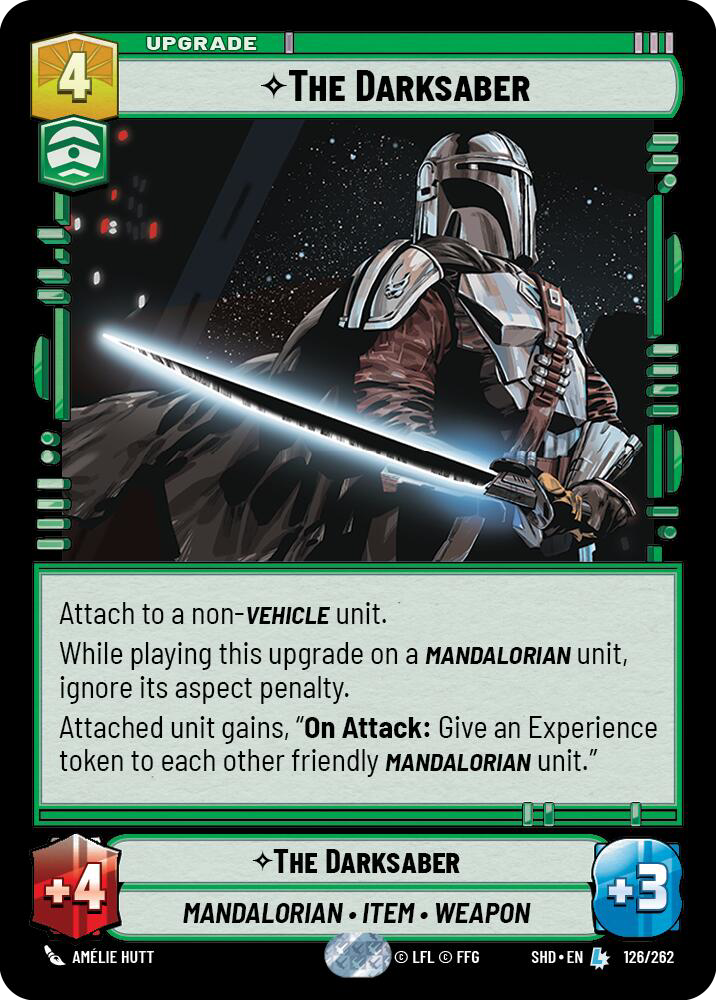 UPGRADE
4
✧THE DARKSABER
Attach to a non-VEHICLE unit.
While playing this upgrade on a MANDALORIAN unit,
ignore its aspect penalty.
Attached unit gains, “On Attack: Give an Experience
token to each other friendly MANDALORIAN unit.”
✧THE DARKSABER
+4
+3
MANDALORIAN • ITEM • WEAPON
AMÉLIE HUTT
© LFL © FFG
SHD • EN L 126/262